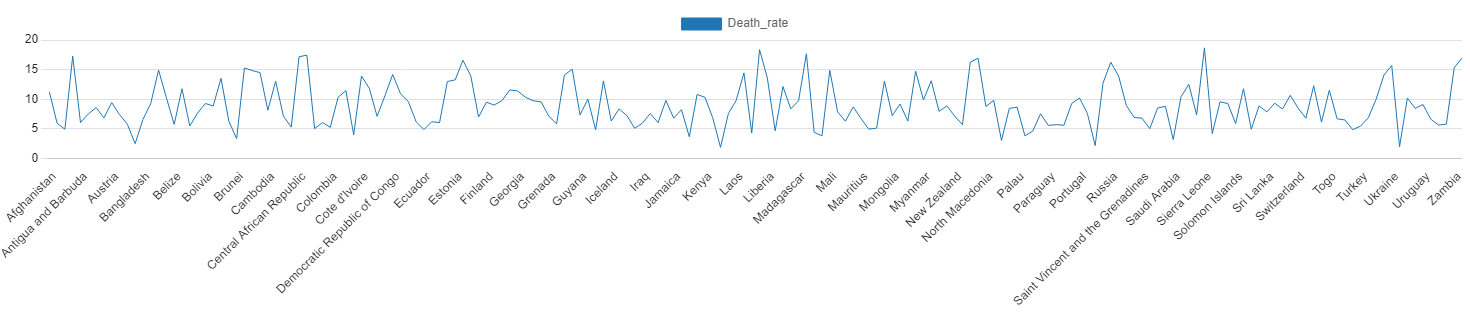 Death_rate
20
15
10
5
0
Afghanistan
Antigua and Barbuda
Austria
Bangladesh
Belize
Bolivia
Brunei
Cambodia
Central African Republic
Colombia
Cote d'Ivoire
Democratic Republic of Congo
Ecuador
Estonia
Finland
Georgia
Grenada
Guyana
Iceland
Iraq
Jamaica
Kenya
Laos
Liberia
Madagascar
Mali
Mauritius
Mongolia
Myanmar
New Zealand
North Macedonia
Palau
Paraguay
Portugal
Russia
Saint Vincent and the Grenadines
Saudi Arabia
Sierra Leone
Solomon Islands
Sri Lanka
Switzerland
Togo
Turkey
Ukraine
Uruguay
Zambia